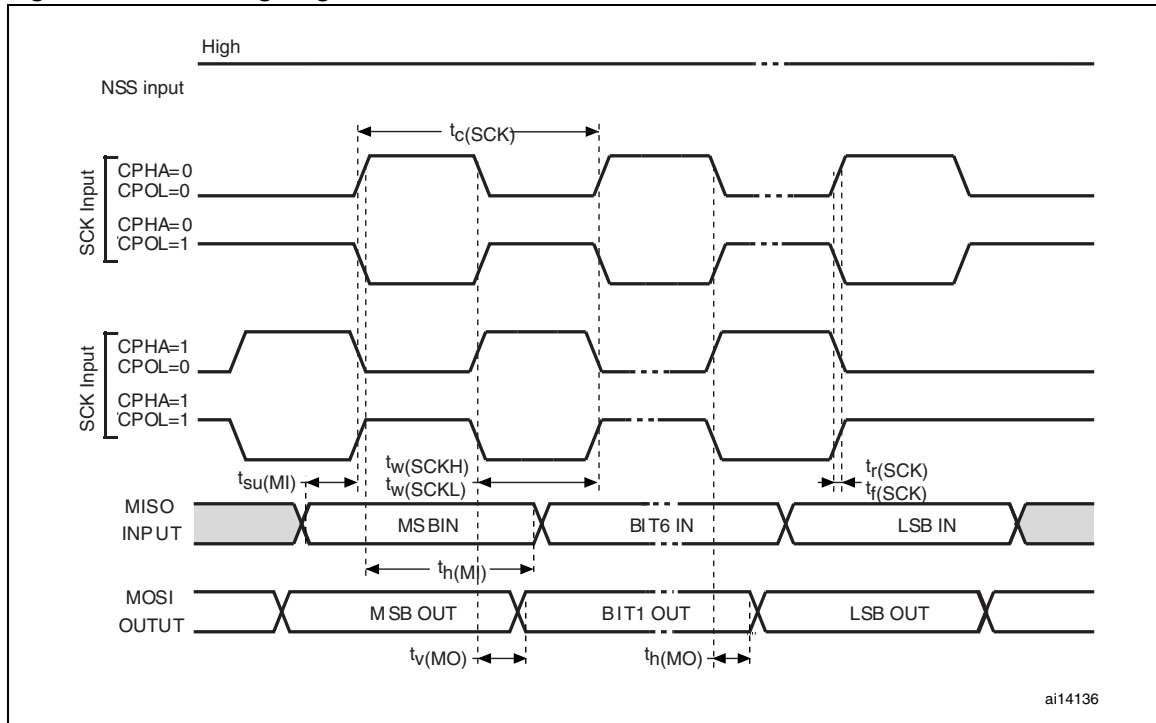 High
NSS input
tc(SCK)
SCK Input
CPHA=0
CPOL=0
CPHA=0
CPOL=1
SCK Input
CPHA=1
CPOL=0
CPHA=1
CPOL=1
tsu(MI)
tw(SCKH)
tw(SCKL)
tr(SCK)
tf(SCK)
MISO
INPUT
MSBIN
BIT6 IN
LSB IN
th(MI)
MOSI
OUTUT
MSB OUT
BIT1 OUT
LSB OUT
tv(MO)
th(MO)
ai14136